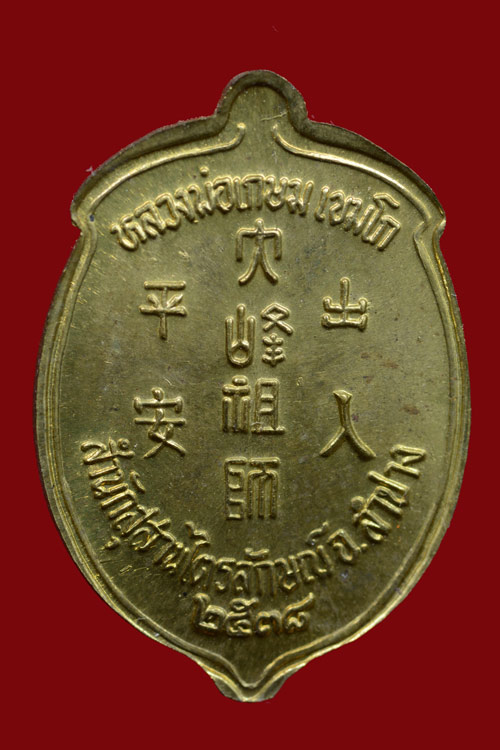 หลวงพ่อเกษม เขมโก
大峰祖師
出入
平安
สำนักสุสานไตรลักษณ์ จ.ลำปาง
๒๕๓๘